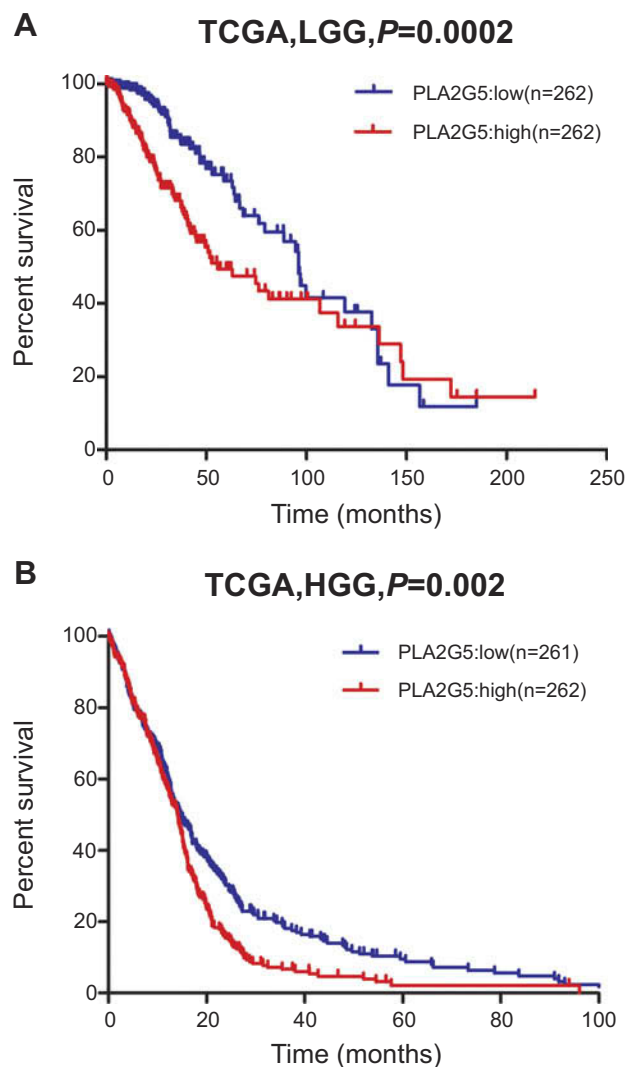 A
TCGA,LGG,P=0.0002
PLA2G5:low(n=262)
PLA2G5:high(n=262)
Percent survival
100
80
60
40
20
0
0 50 100 150 200 250
Time (months)
B
TCGA,HGG,P=0.002
PLA2G5:low(n=261)
PLA2G5:high(n=262)
Percent survival
100
80
60
40
20
0
0 20 40 60 80 100
Time (months)